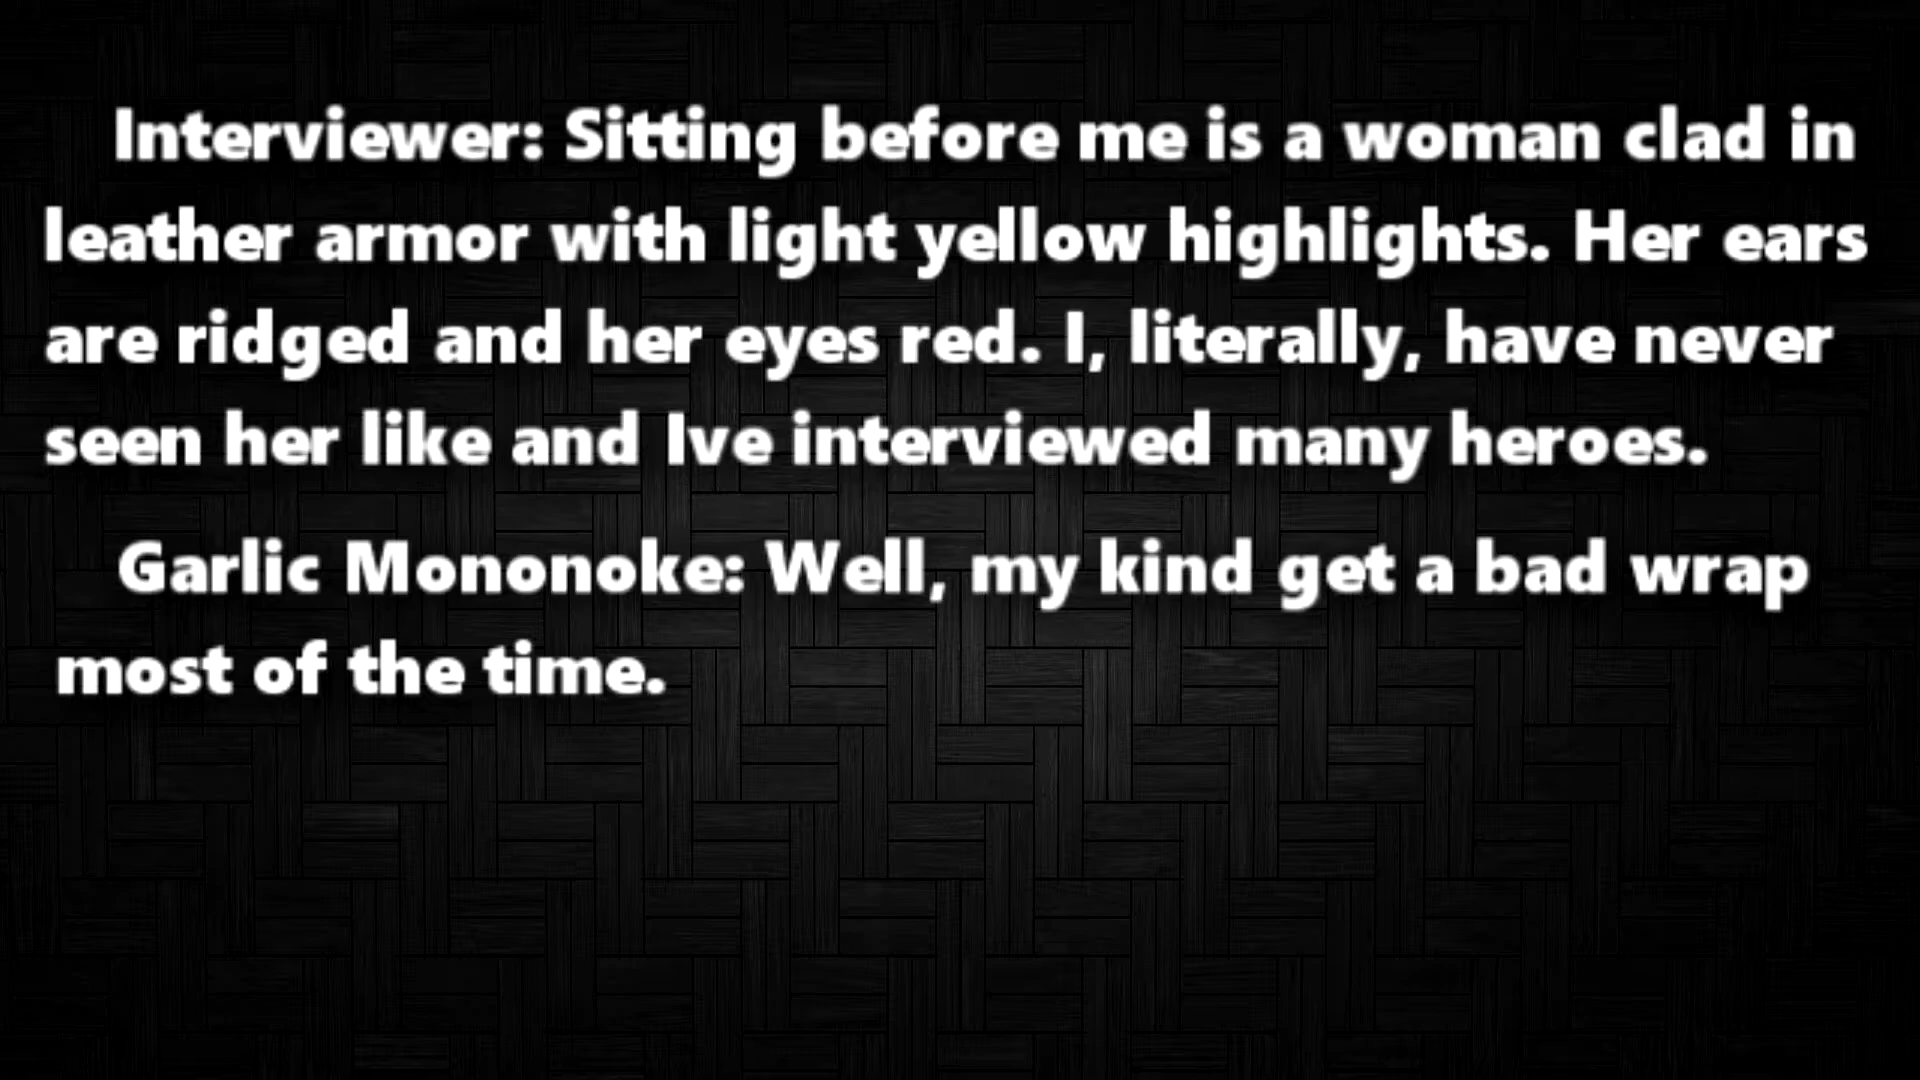 Interviewer: Sitting before me is a woman clad in
leather armor with light yellow highlights. Her ears
are ridged and her eyes red. I, literally, have never
seen her like and Ive interviewed many heroes.
Garlic Mononoke: Well, my kind get a bad wrap
most of the time.